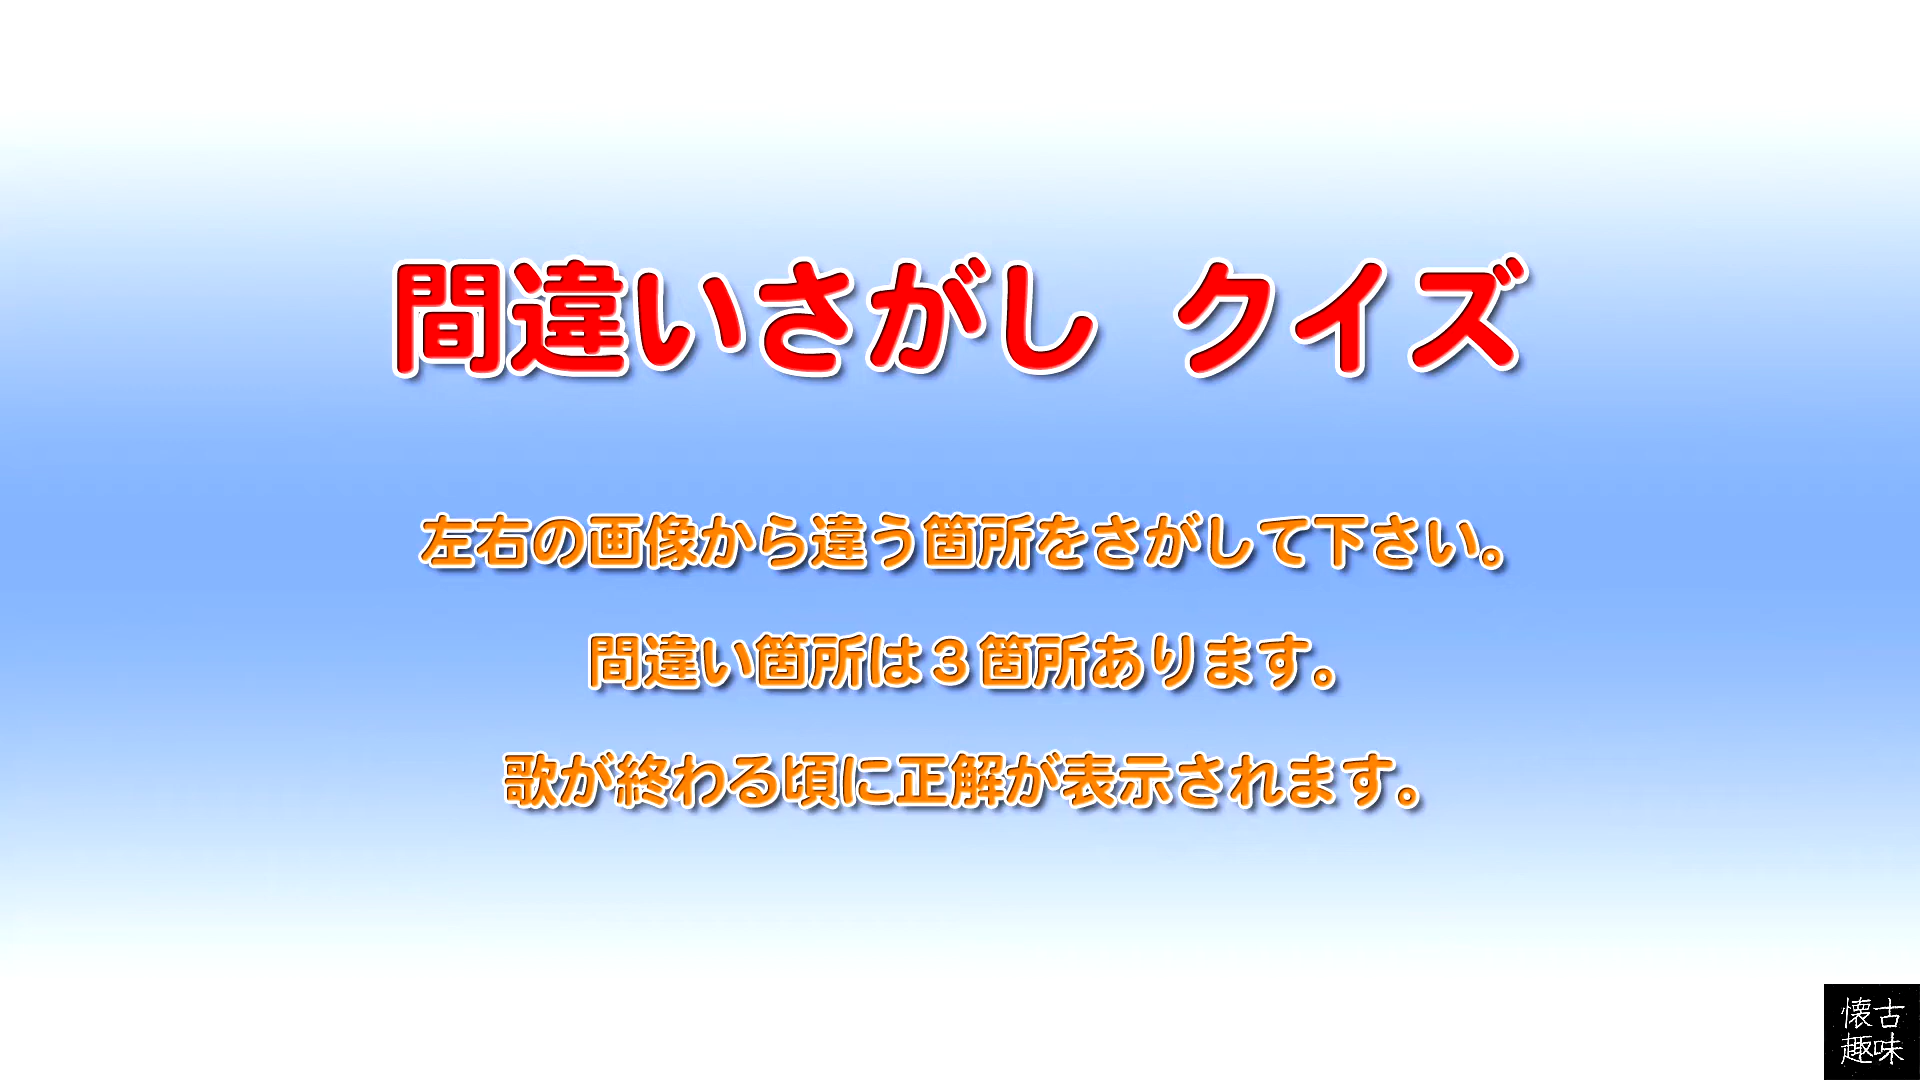 間違いさがし クイズ
左右の画像から違う箇所をさがして下さい。
間違い箇所は３箇所あります。
歌が終わる頃に正解が表示されます。
懐古
趣味